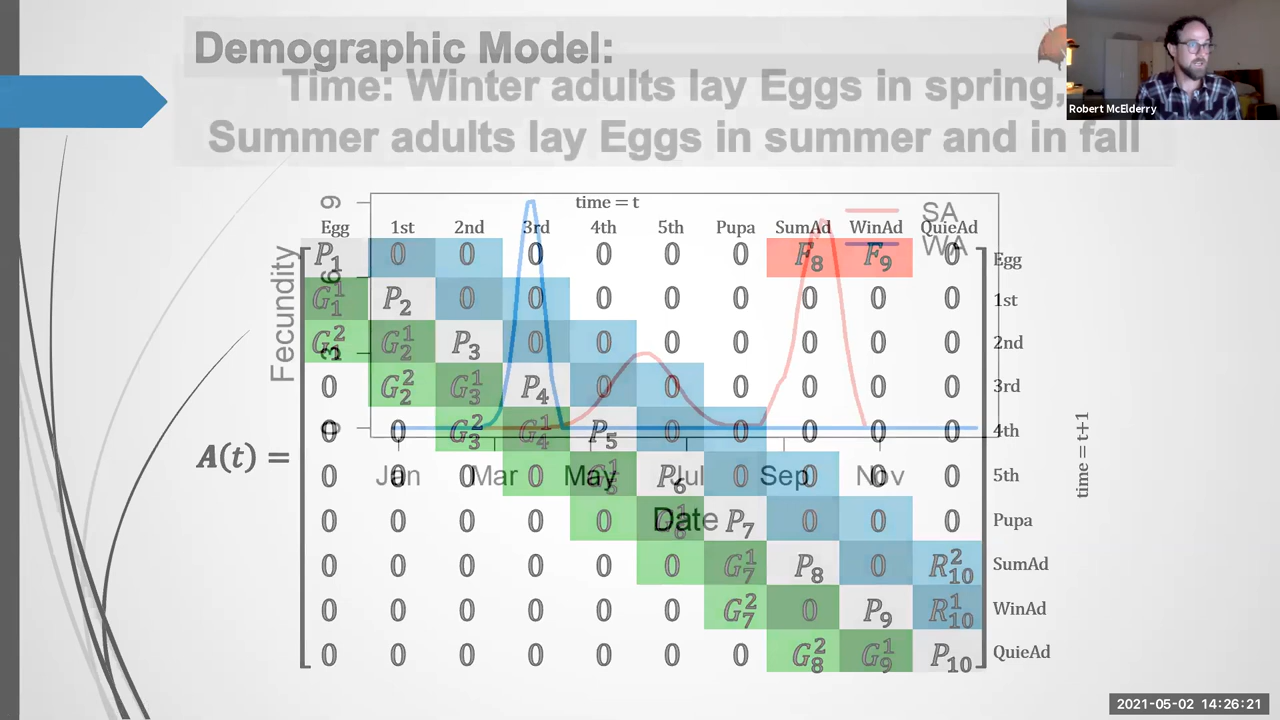 Demographic Model:
Time: Winter adults lay Eggs in spring,
Summer adults lay Eggs in summer and in fall
Robert McElderry
time = t
Egg 1st 2nd 3rd 4th 5th Pupa SumAd WinAd QuieAd
P1 0 0 0 0 0 0 F8 F9 0 Egg
G11 P2 0 0 0 0 0 0 0 0 1st
G12 G21 P3 0 0 0 0 0 0 0 2nd
0 G22 G31 P4 0 0 0 0 0 0 3rd
0 0 G32 G41 P5 0 0 0 0 0 4th
A(t) =
0 0 0 0 P6 0 0 0 0 5th
0 0 0 0 0 P7 0 0 0 Pupa
0 0 0 0 0 0 G71 P8 0 R102 SumAd
0 0 0 0 0 0 G72 0 P9 R101 WinAd
0 0 0 0 0 0 0 G82 G91 P10 QuieAd
time = t+1
Fecundity
9
6
3
0
SA
WA
Jan Mar May Jul Sep Nov
Date
2021-05-02 14:26:21